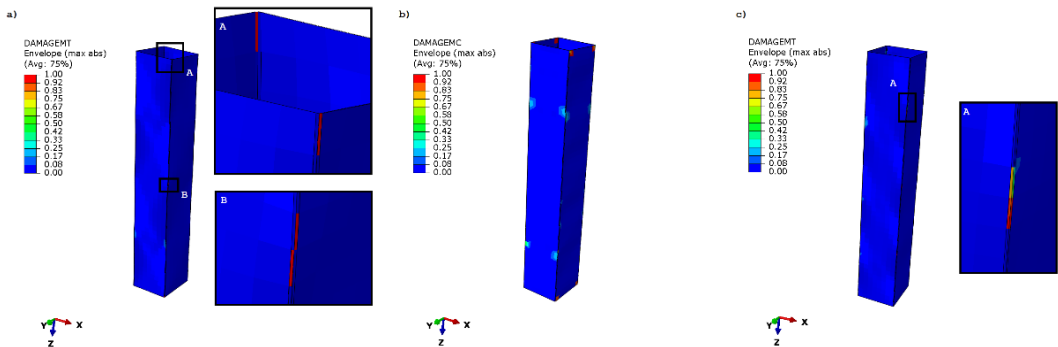 a)
DAMAGEMT
Envelope (max abs)
(Avg: 75%)
1.00
0.92
0.83
0.75
0.67
0.58
0.50
0.42
0.33
0.25
0.17
0.08
0.00
A
B
A
B
Y
X
Z
b)
DAMAGEMC
Envelope (max abs)
(Avg: 75%)
1.00
0.92
0.83
0.75
0.67
0.58
0.50
0.42
0.33
0.25
0.17
0.08
0.00
Y
X
Z
c)
DAMAGEMT
Envelope (max abs)
(Avg: 75%)
1.00
0.92
0.83
0.75
0.67
0.58
0.50
0.42
0.33
0.25
0.17
0.08
0.00
A
A
Y
X
Z